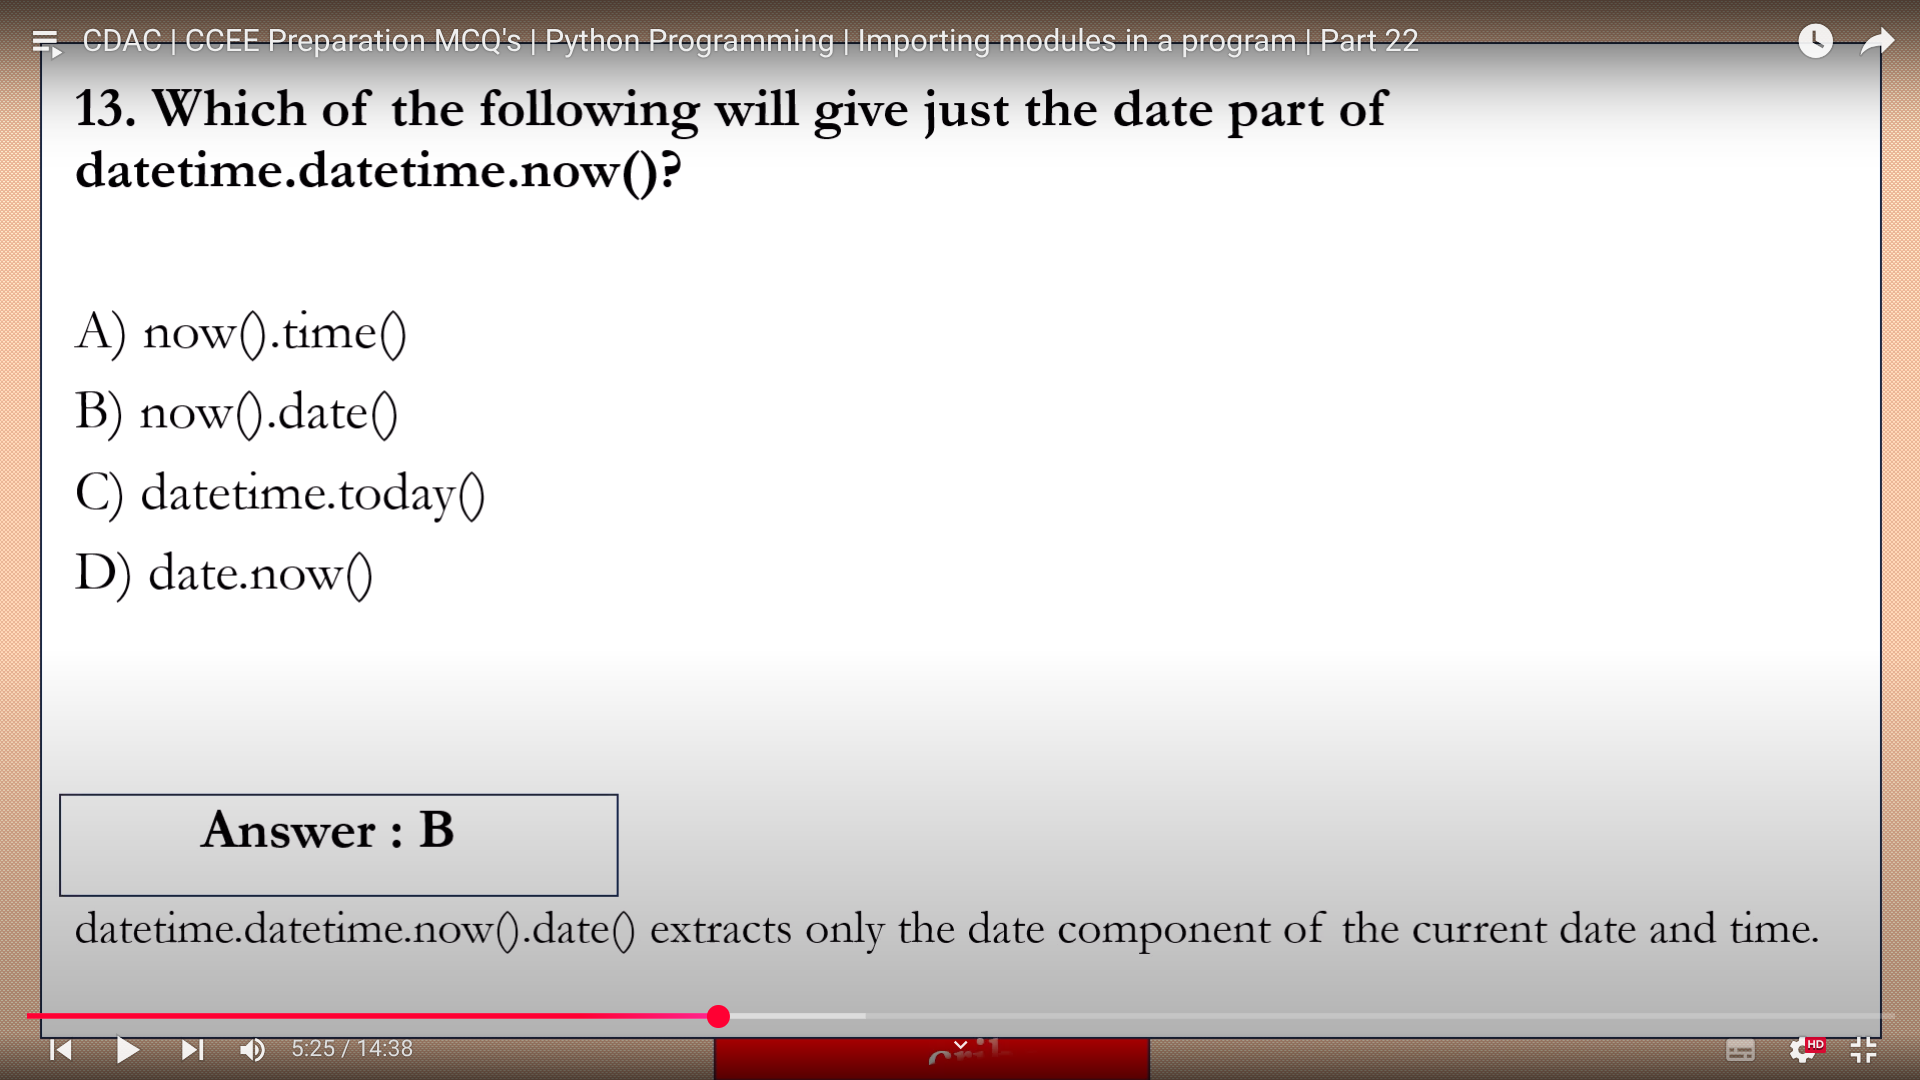 CDAC | CCEE Preparation MCQ's | Python Programming | Importing modules in a program | Part 22
13. Which of the following will give just the date part of
datetime.datetime.now()?
A) now().time()
B) now().date()
C) datetime.today()
D) date.now()
Answer : B
datetime.datetime.now().date() extracts only the date component of the current date and time.
5:25 / 14:38
HD